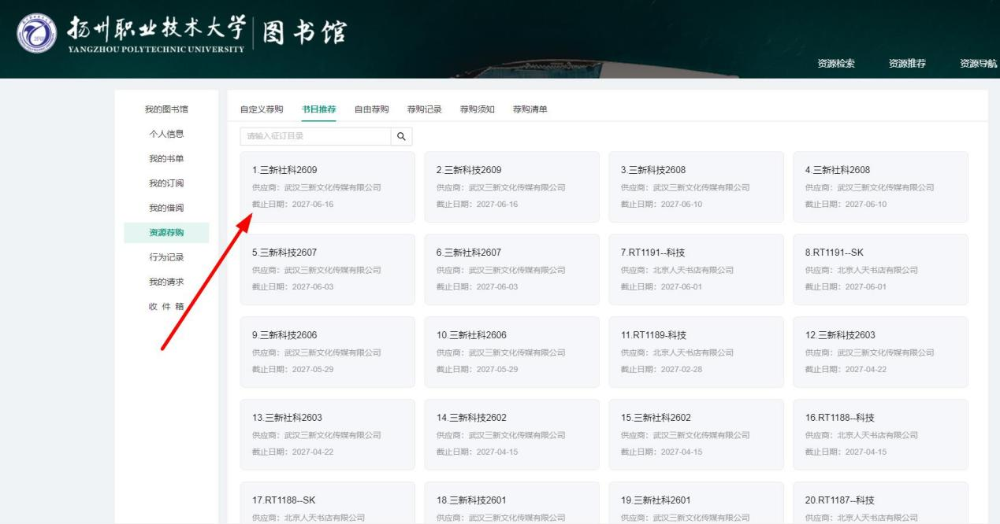 扬州职业技术大学 图书馆
YANGZHOU POLYTECHNIC UNIVERSITY
资源检索 资源推荐 资源导航
我的图书馆
个人信息
我的书单
我的订阅
我的借阅
资源荐购
行为记录
我的请求
收 件 箱
自定义荐购 书目推荐 自由荐购 荐购记录 荐购须知 荐购清单
请输入征订目录
1.三新社科2609
供应商：武汉三新文化传媒有限公司
截止日期：2027-06-16
2.三新科技2609
供应商：武汉三新文化传媒有限公司
截止日期：2027-06-16
3.三新科技2608
供应商：武汉三新文化传媒有限公司
截止日期：2027-06-10
4.三新社科2608
供应商：武汉三新文化传媒有限公司
截止日期：2027-06-10
5.三新科技2607
供应商：武汉三新文化传媒有限公司
截止日期：2027-06-03
6.三新社科2607
供应商：武汉三新文化传媒有限公司
截止日期：2027-06-03
7.RT1191--科技
供应商：北京人天书店有限公司
截止日期：2027-06-01
8.RT1191--SK
供应商：北京人天书店有限公司
截止日期：2027-06-01
9.三新科技2606
供应商：武汉三新文化传媒有限公司
截止日期：2027-05-29
10.三新社科2606
供应商：武汉三新文化传媒有限公司
截止日期：2027-05-29
11.RT1189-科技
供应商：北京人天书店有限公司
截止日期：2027-02-28
12.三新科技2603
供应商：武汉三新文化传媒有限公司
截止日期：2027-04-22
13.三新社科2603
供应商：武汉三新文化传媒有限公司
截止日期：2027-04-22
14.三新科技2602
供应商：武汉三新文化传媒有限公司
截止日期：2027-04-15
15.三新社科2602
供应商：武汉三新文化传媒有限公司
截止日期：2027-04-15
16.RT1188--科技
供应商：北京人天书店有限公司
截止日期：2027-04-15
17.RT1188--SK
供应商：北京人天书店有限公司
18.三新科技2601
供应商：武汉三新文化传媒有限公司
19.三新社科2601
供应商：武汉三新文化传媒有限公司
20.RT1187--科技
供应商：北京人天书店有限公司